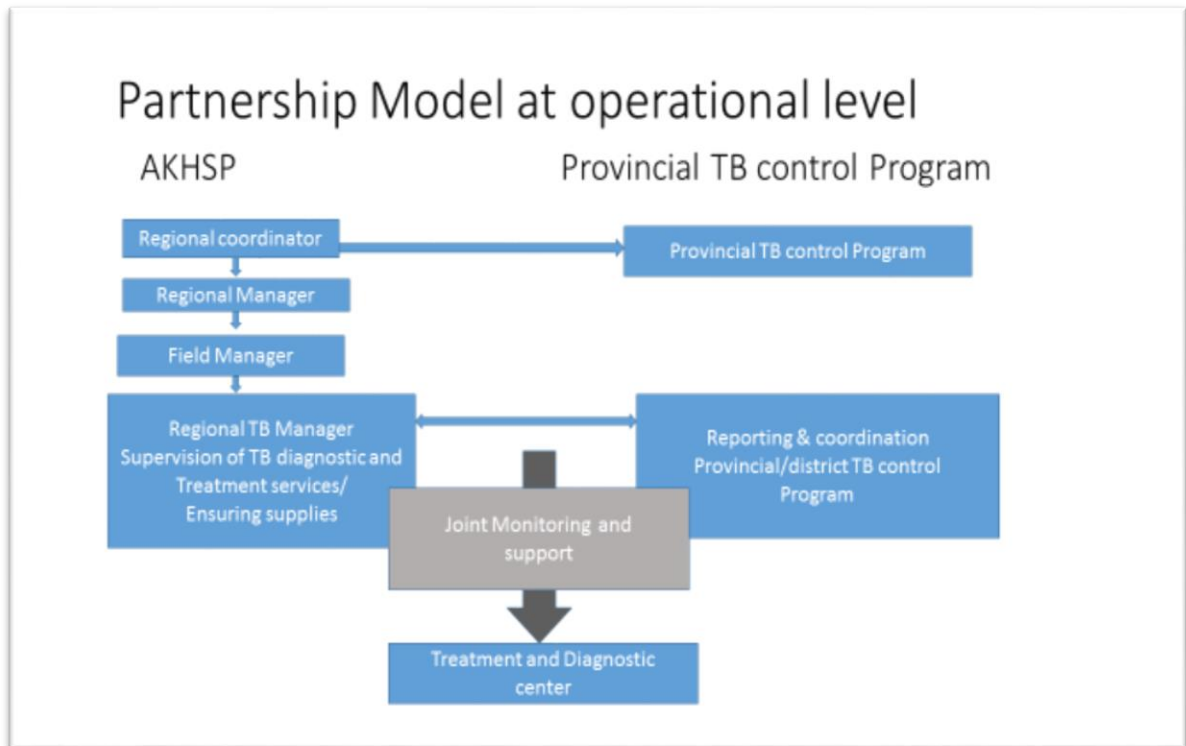 Partnership Model at operational level
AKHSP
Provincial TB control Program
Regional coordinator
Provincial TB control Program
Regional Manager
Field Manager
Regional TB Manager
Supervision of TB diagnostic and
Treatment services/
Ensuring supplies
Reporting & coordination
Provincial/district TB control
Program
Joint Monitoring and
support
Treatment and Diagnostic
center